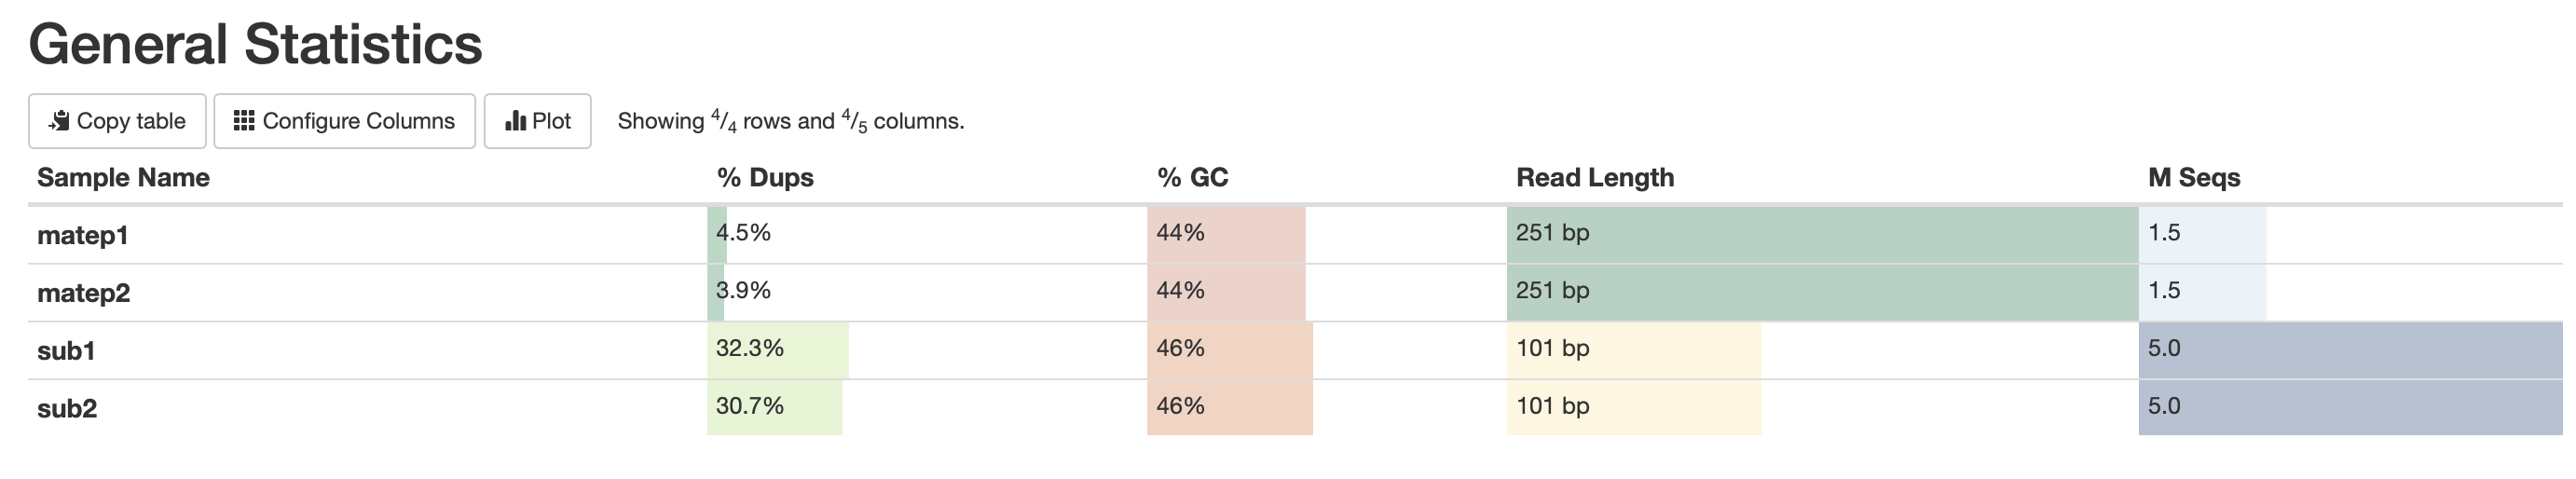 General Statistics
Copy table Configure Columns Plot Showing 4/4 rows and 4/5 columns.
Sample Name % Dups % GC Read Length M Seqs
matep1 4.5% 44% 251 bp 1.5
matep2 3.9% 44% 251 bp 1.5
sub1 32.3% 46% 101 bp 5.0
sub2 30.7% 46% 101 bp 5.0